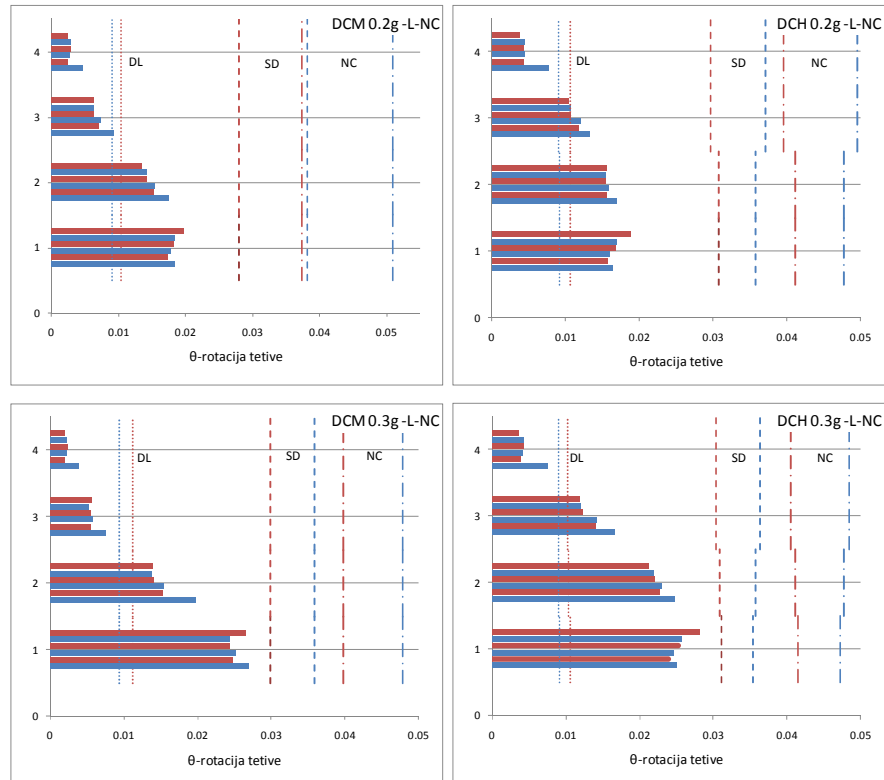 DCM 0.2g -L-NC
4
DL
SD
NC
3
2
1
0
0 0.01 0.02 0.03 0.04 0.05
θ-rotacija tetive
DCH 0.2g -L-NC
4
DL
SD
NC
3
2
1
0
0 0.01 0.02 0.03 0.04 0.05
θ-rotacija tetive
DCM 0.3g -L-NC
4
DL
SD
NC
3
2
1
0
0 0.01 0.02 0.03 0.04 0.05
θ-rotacija tetive
DCH 0.3g -L-NC
4
DL
SD
NC
3
2
1
0
0 0.01 0.02 0.03 0.04 0.05
θ-rotacija tetive